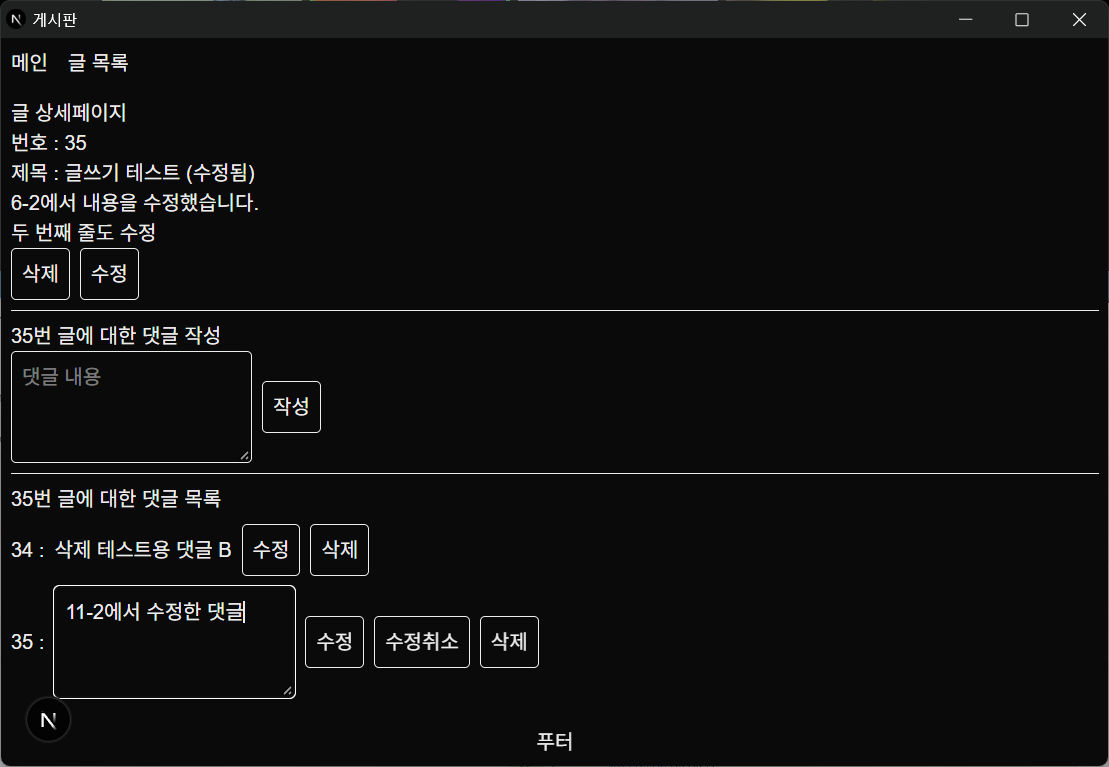 N 게시판
메인 글 목록
글 상세페이지
번호 : 35
제목 : 글쓰기 테스트 (수정됨)
6-2에서 내용을 수정했습니다.
두 번째 줄도 수정
삭제 수정
35번 글에 대한 댓글 작성
댓글 내용
작성
35번 글에 대한 댓글 목록
34 : 삭제 테스트용 댓글 B 수정 삭제
11-2에서 수정한 댓글
35 : 수정 수정취소 삭제
N
푸터